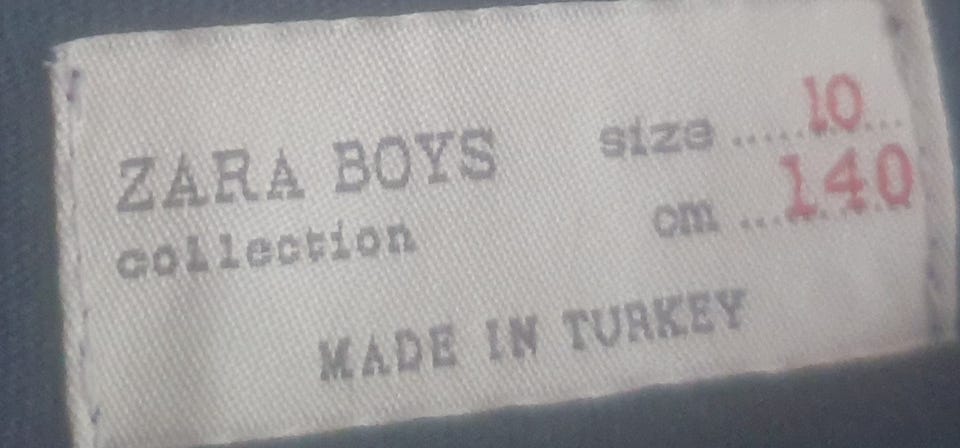 ZARA BOYS
collection
size ..... 10 ...
cm ... 140
MADE IN TURKEY